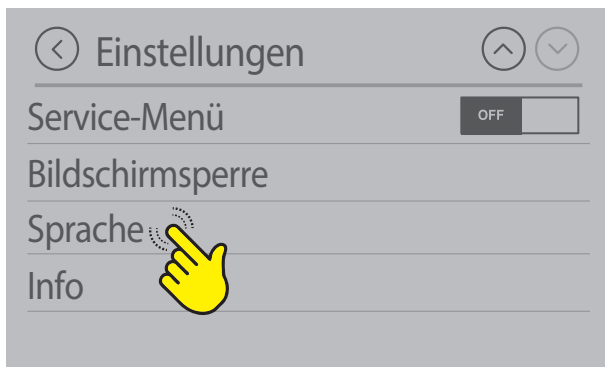 Einstellungen
Service-Menü OFF
Bildschirmsperre
Sprache
Info